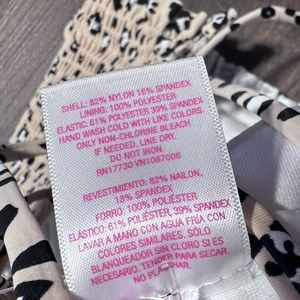 SHELL: 82% NYLON 18% SPANDEX
LINING: 100% POLYESTER
ELASTIC: 61% POLYESTER 39% SPANDEX
HAND WASH COLD WITH LIKE COLORS.
ONLY NON-CHLORINE BLEACH
IF NEEDED. LINE DRY.
DO NOT IRON.
RN17730 VN1087006
REVESTIMIENTO: 82% NAILON,
18% SPANDEX
FORRO: 100% POLIÉSTER
ELÁSTICO: 61% POLIÉSTER, 39% SPANDEX
LAVAR A MANO CON AGUA FRÍA CON
COLORES SIMILARES. SOLO
BLANQUEADOR SIN CLORO SI ES
NECESARIO. TENDER PARA SECAR.
NO PLANCHAR.